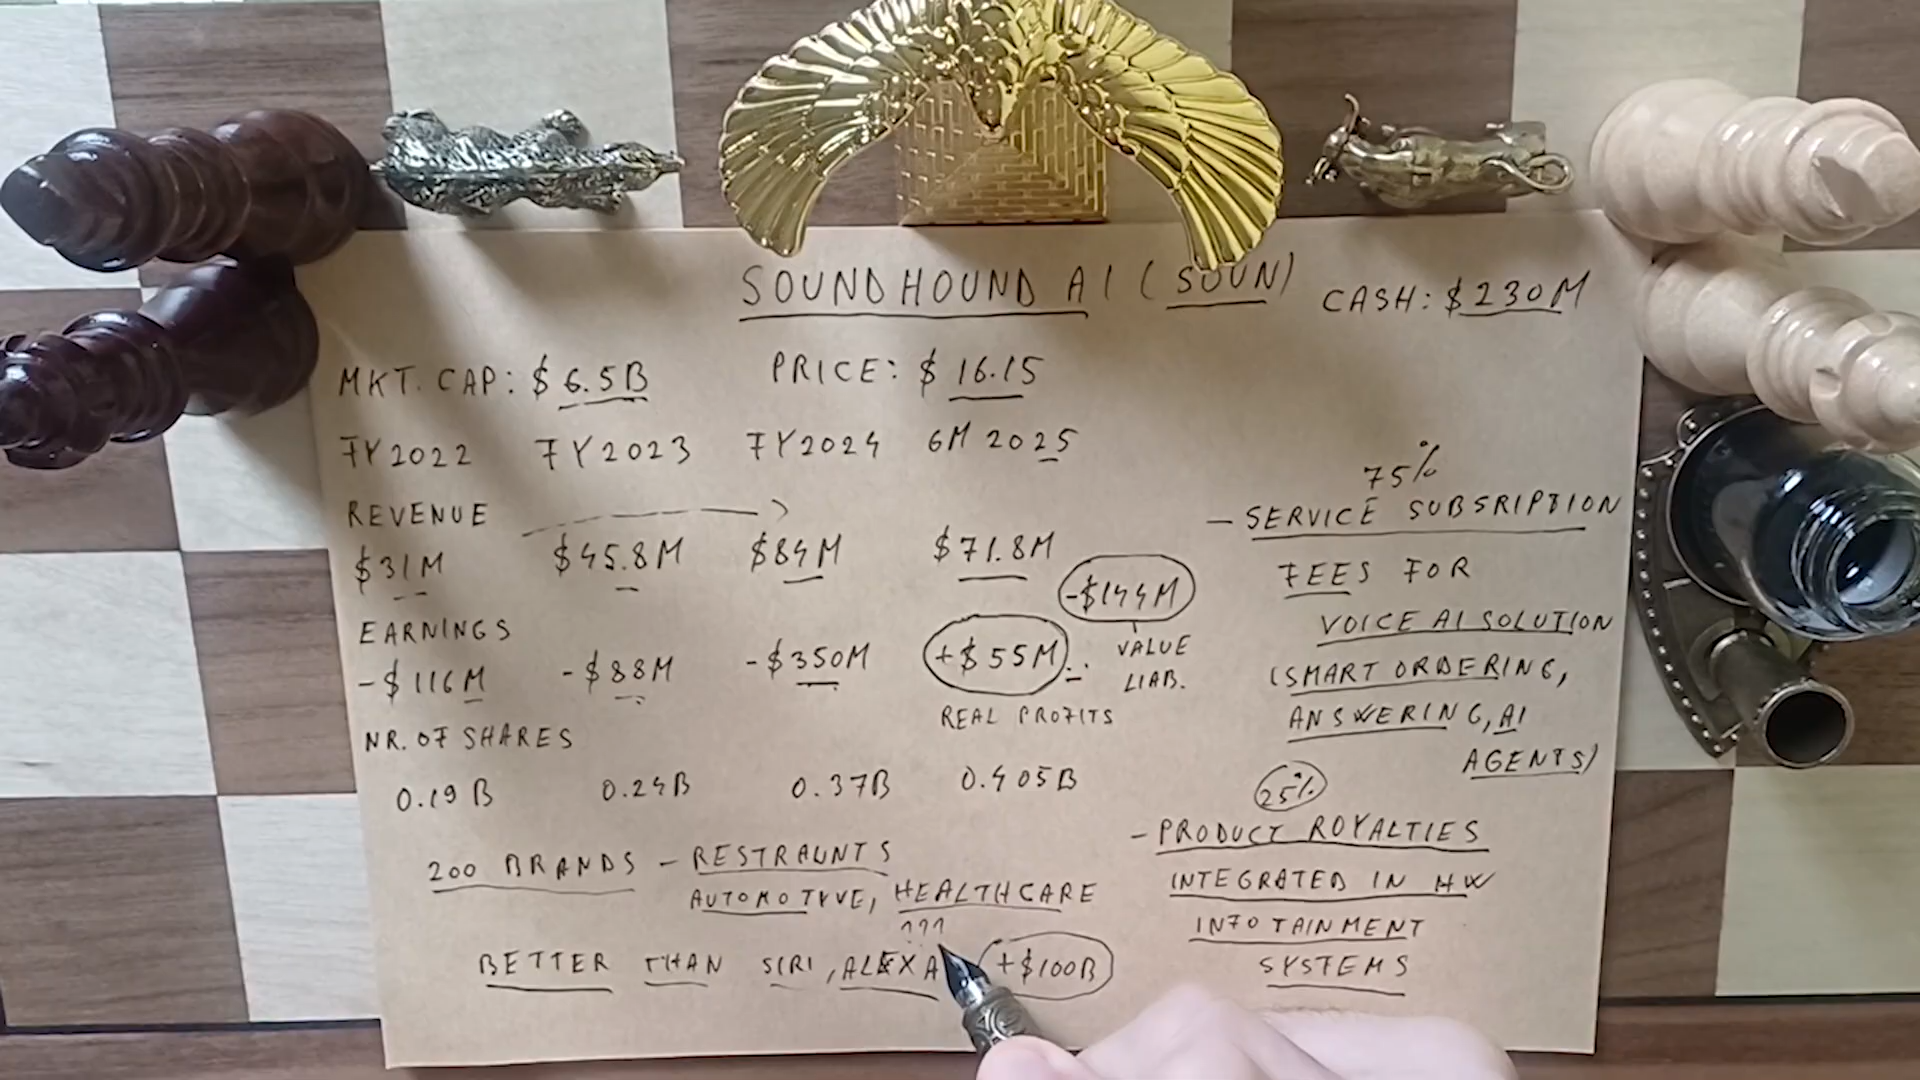 SOUNDHOUND AI (SOUN)
CASH: $230M
MKT. CAP: $6.5B
PRICE: $16.15
FY2022 FY2023 FY2024 6M 2025
REVENUE
$31M $45.8M $84M $71.8M
EARNINGS
-$116M -$88M -$350M +$55M
-$144M
VALUE
LIAB.
REAL PROFITS
NR. OF SHARES
0.19B 0.24B 0.37B 0.405B
200 BRANDS - RESTRAUNTS
AUTOMOTYVE, HEALTHCARE
???
BETTER THAN SIRI, ALEXA +$100B
75%
- SERVICE SUBSRIPTION
FEES FOR
VOICE AI SOLUTION
(SMART ORDERING,
ANSWERING, AI
AGENTS)
25%
- PRODUCT ROYALTIES
INTEGRATED IN HW
INFOTAINMENT
SYSTEMS